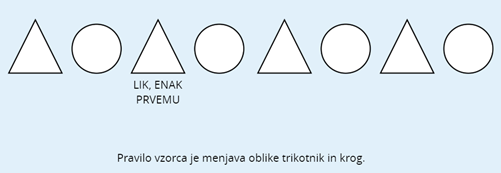 LIK, ENAK
PRVEMU
Pravilo vzorca je menjava oblike trikotnik in krog.